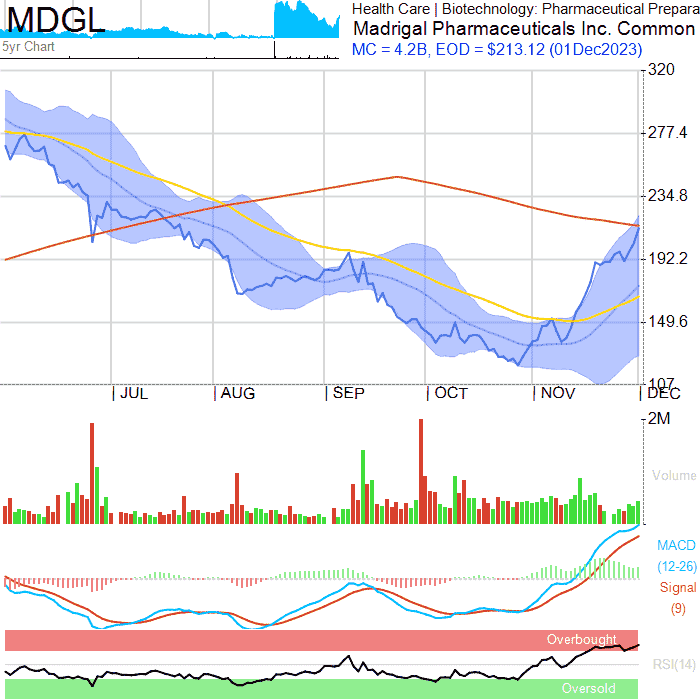 MDGL
5yr Chart
Health Care | Biotechnology: Pharmaceutical Prepara
Madrigal Pharmaceuticals Inc. Common
MC = 4.2B, EOD = $213.12 (01Dec2023)
320
277.4
234.8
192.2
149.6
107
JUL AUG SEP OCT NOV DEC
2M
Volume
MACD
(12-26)
Signal
(9)
Overbought
RSI(14)
Oversold